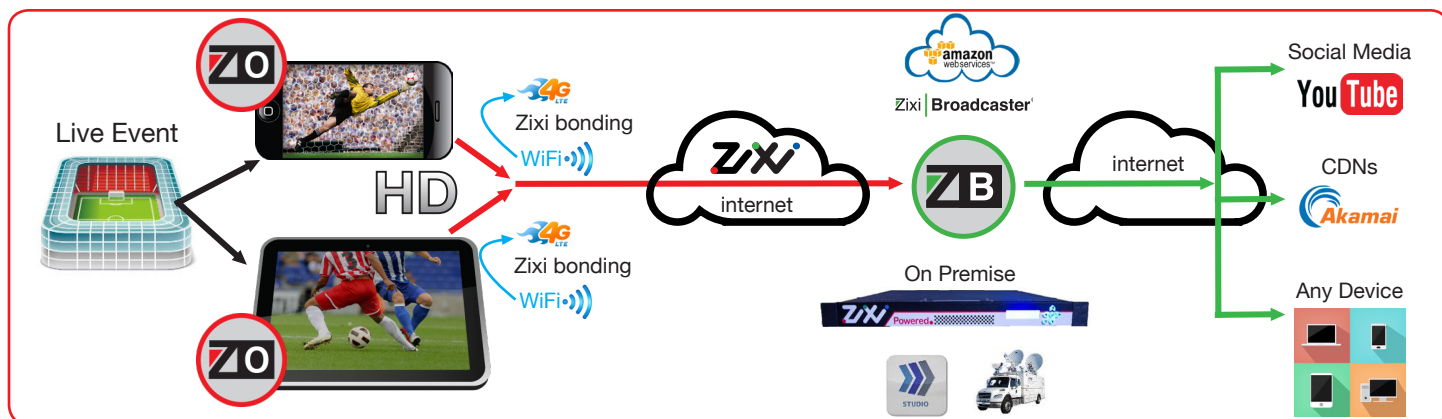 Live Event
ZO
HD
4G
LTE
Zixi bonding
WiFi
ZO
4G
LTE
Zixi bonding
WiFi
Zixi
internet
amazon
webservices™
Zixi | Broadcaster
ZB
On Premise
Zixi Powered
STUDIO
internet
Social Media
YouTube
CDNs
Akamai
Any Device